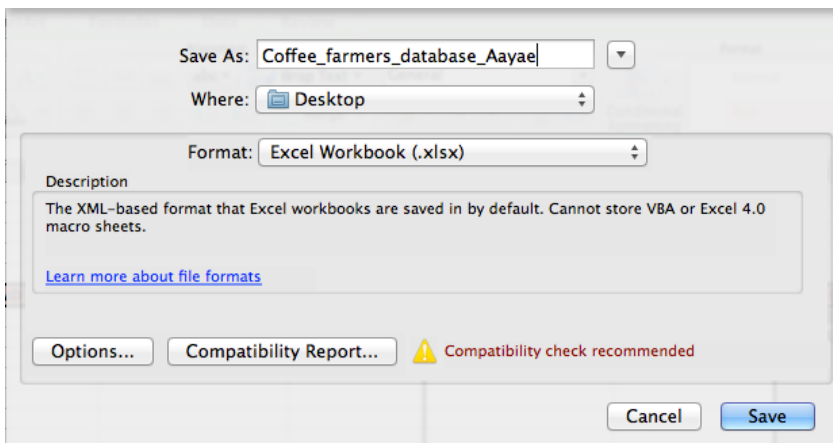 Save As: Coffee_farmers_database_Aayae
Where: Desktop
Format: Excel Workbook (.xlsx)
Description
The XML-based format that Excel workbooks are saved in by default. Cannot store VBA or Excel 4.0
macro sheets.
Learn more about file formats
Options... Compatibility Report... Compatibility check recommended
Cancel Save